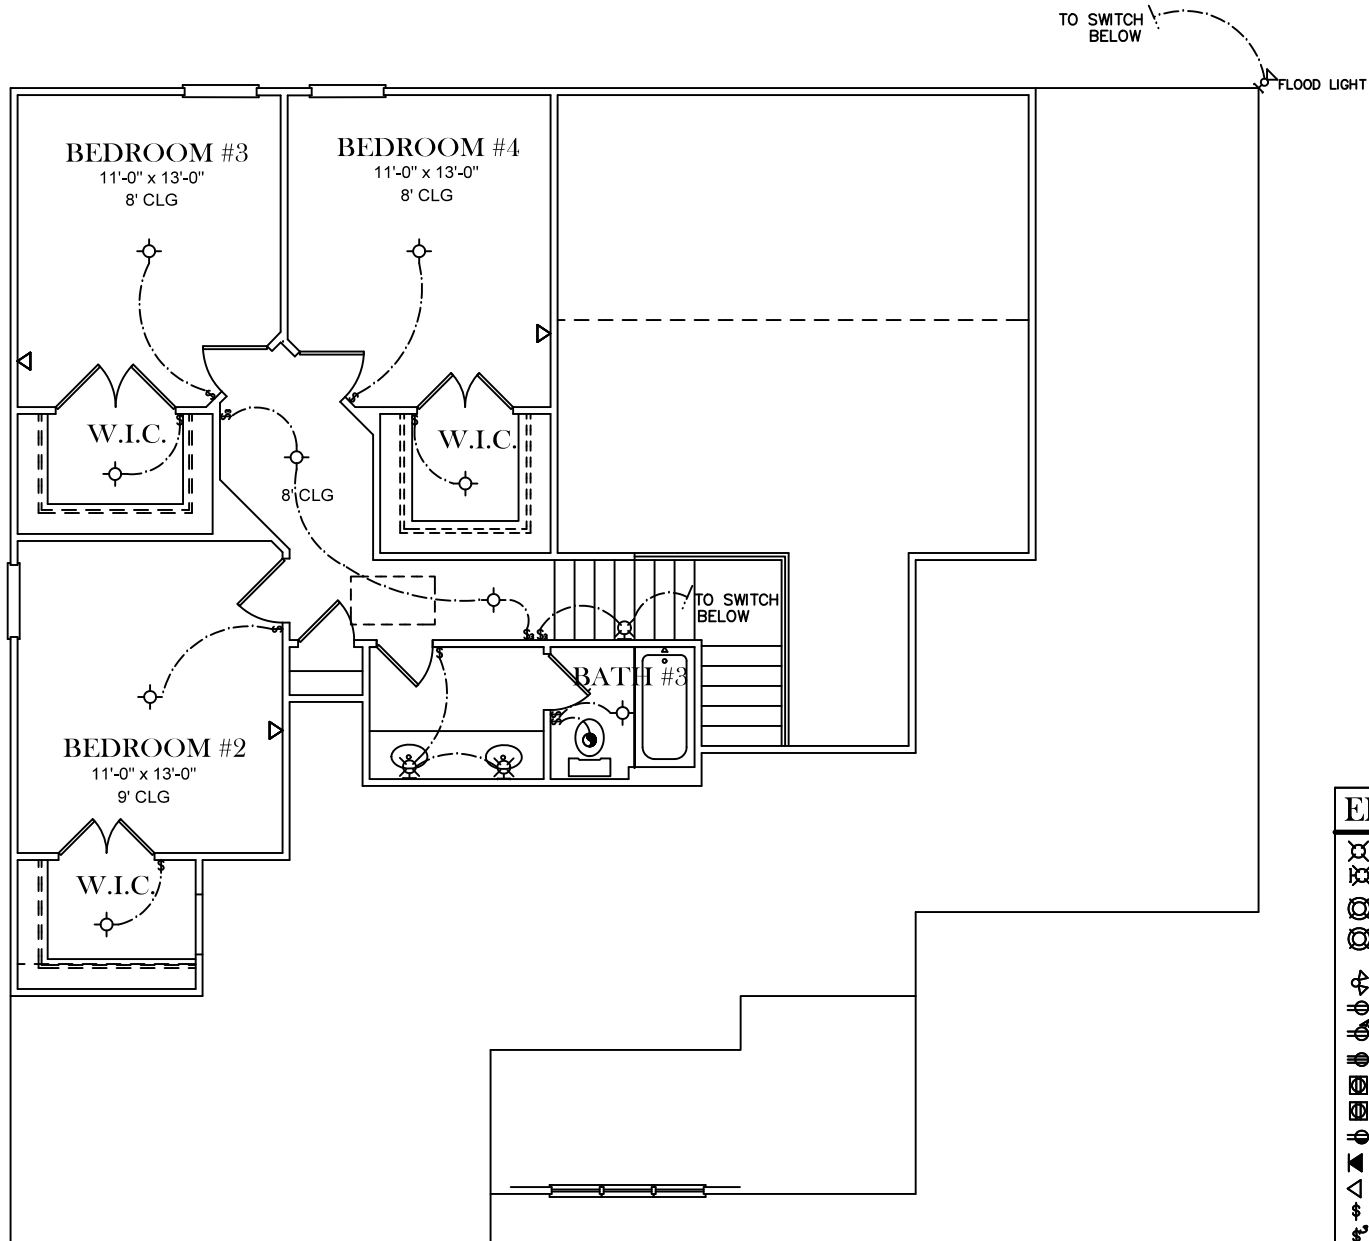 TO SWITCH
BELOW
FLOOD LIGHT
BEDROOM #3
11'-0" x 13'-0"
8' CLG
BEDROOM #4
11'-0" x 13'-0"
8' CLG
W.I.C.
W.I.C.
8' CLG
TO SWITCH
BELOW
BATH #3
BEDROOM #2
11'-0" x 13'-0"
9' CLG
W.I.C.